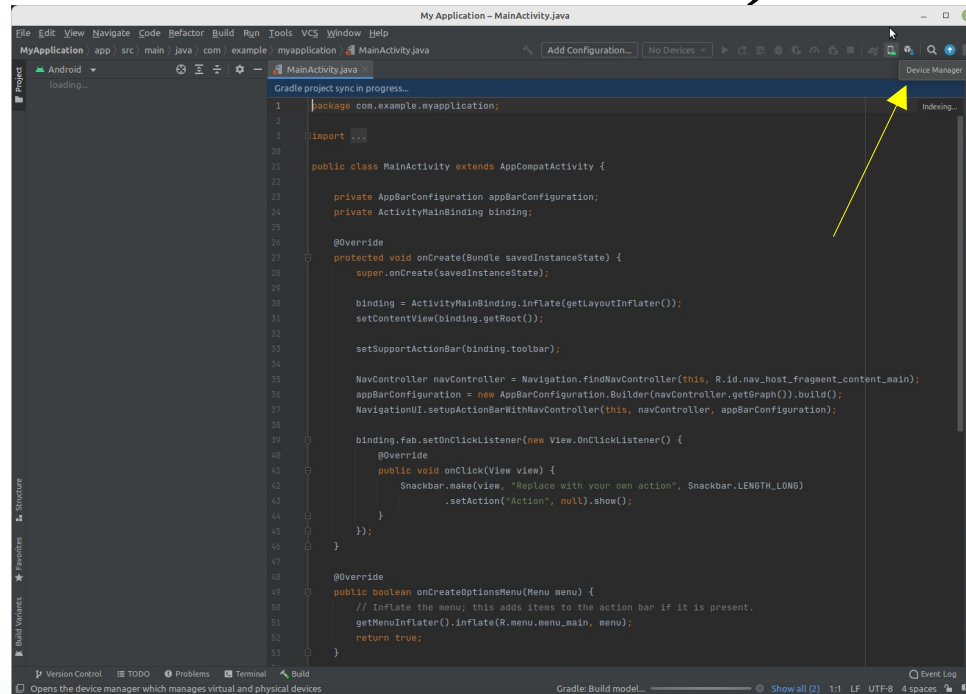 My Application – MainActivity.java
File Edit View Navigate Code Refactor Build Run Tools VCS Window Help
MyApplication app src main java com example myapplication MainActivity.java Add Configuration... No Devices
Android MainActivity.java Device Manager
Project
loading...
Gradle project sync in progress...
Indexing...
1 package com.example.myapplication;
2
3 import ...
20
21 public class MainActivity extends AppCompatActivity {
22
23 private AppBarConfiguration appBarConfiguration;
24 private ActivityMainBinding binding;
25
26 @Override
27 protected void onCreate(Bundle savedInstanceState) {
28 super.onCreate(savedInstanceState);
29
30 binding = ActivityMainBinding.inflate(getLayoutInflater());
31 setContentView(binding.getRoot());
32
33 setSupportActionBar(binding.toolbar);
34
35 NavController navController = Navigation.findNavController(this, R.id.nav_host_fragment_content_main);
36 appBarConfiguration = new AppBarConfiguration.Builder(navController.getGraph()).build();
37 NavigationUI.setupActionBarWithNavController(this, navController, appBarConfiguration);
38
39 binding.fab.setOnClickListener(new View.OnClickListener() {
40 @Override
41 public void onClick(View view) {
42 Snackbar.make(view, "Replace with your own action", Snackbar.LENGTH_LONG)
43 .setAction("Action", null).show();
44 }
45 });
46 }
47
48 @Override
49 public boolean onCreateOptionsMenu(Menu menu) {
50 // Inflate the menu; this adds items to the action bar if it is present.
51 getMenuInflater().inflate(R.menu.menu_main, menu);
52 return true;
53 }
Structure
Favorites
Build Variants
Version Control TODO Problems Terminal Build Event Log
Opens the device manager which manages virtual and physical devices Gradle: Build model... Show all (2) 1:1 LF UTF-8 4 spaces